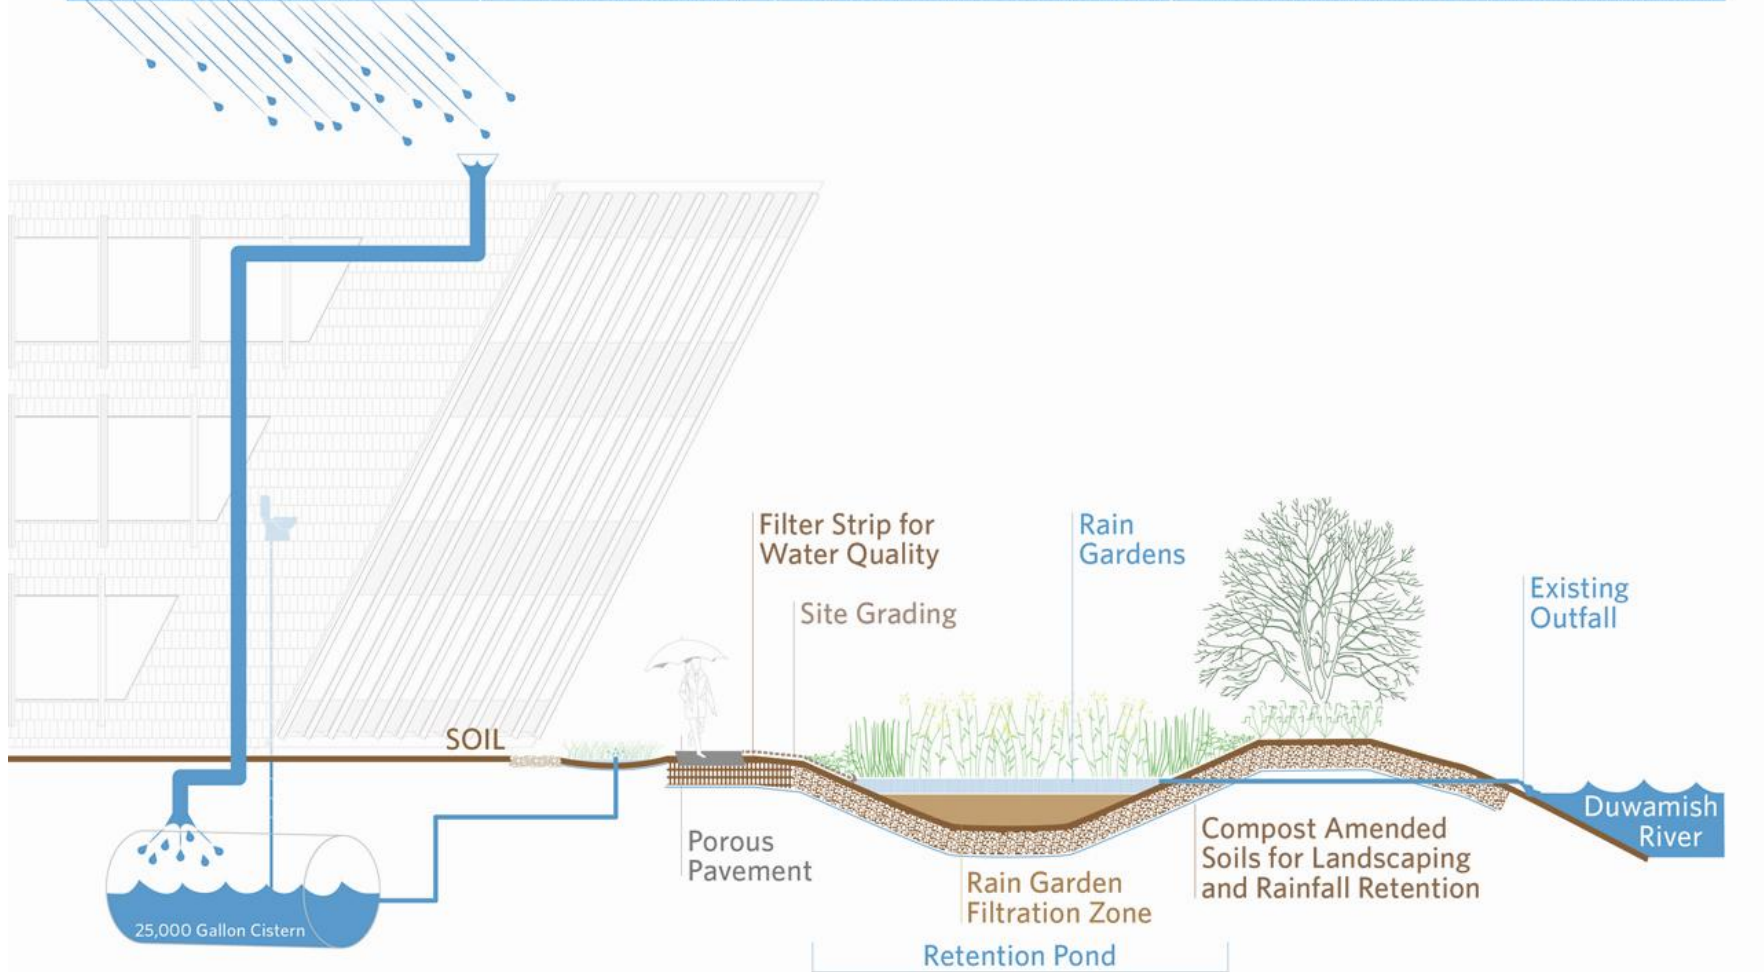 Filter Strip for
Water Quality
Rain
Gardens
Existing
Outfall
Site Grading
SOIL
Duwamish
River
Porous
Pavement
Compost Amended
Soils for Landscaping
and Rainfall Retention
Rain Garden
Filtration Zone
25,000 Gallon Cistern
Retention Pond